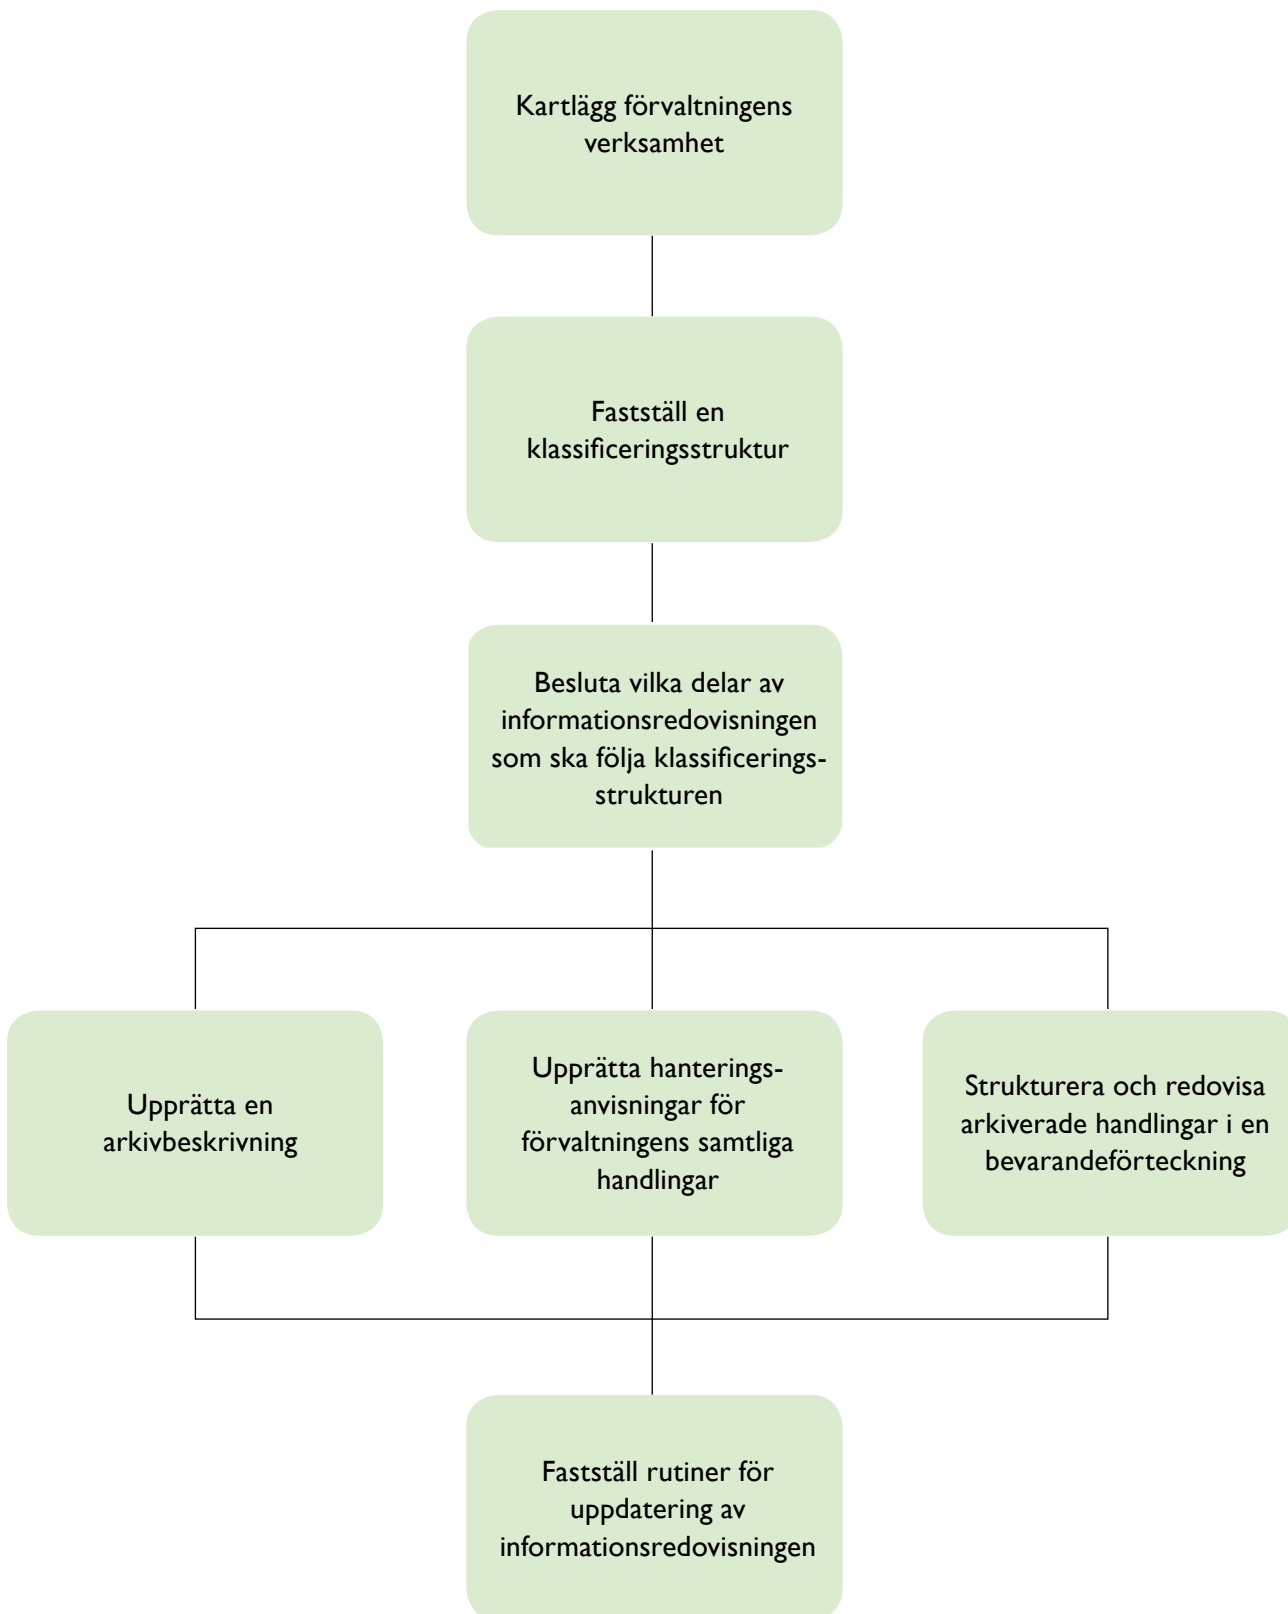 Kartlägg förvaltningens
verksamhet
Fastställ en
klassificeringsstruktur
Besluta vilka delar av
informationsredovisningen
som ska följa klassificerings-
strukturen
Upprätta en
arkivbeskrivning
Upprätta hanterings-
anvisningar för
förvaltningens samtliga
handlingar
Strukturera och redovisa
arkiverade handlingar i en
bevarandeförteckning
Fastställ rutiner för
uppdatering av
informationsredovisningen